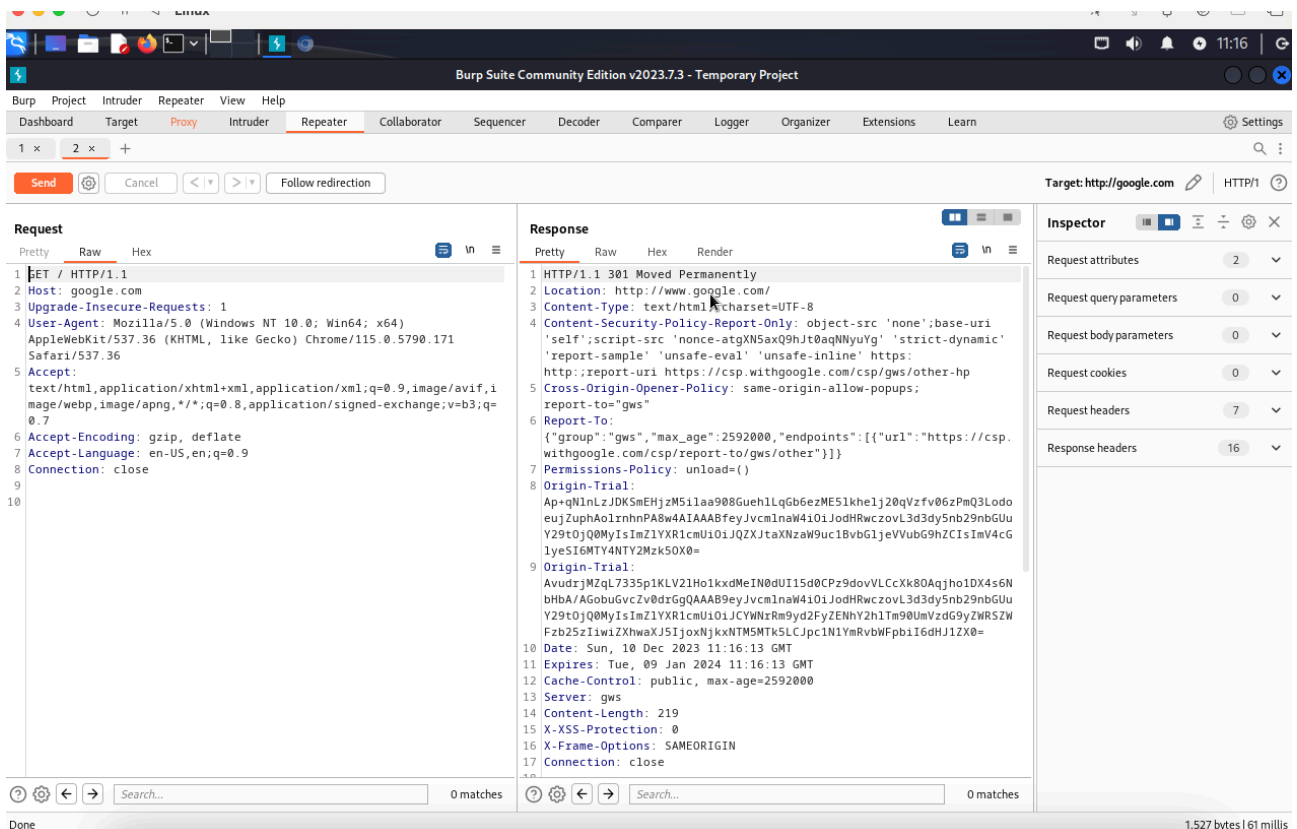 Linux
11:16
Burp Suite Community Edition v2023.7.3 - Temporary Project
Burp Project Intruder Repeater View Help
Dashboard Target Proxy Intruder Repeater Collaborator Sequencer Decoder Comparer Logger Organizer Extensions Learn Settings
1 × 2 × +
Send Cancel < > Follow redirection Target: http://google.com HTTP/1
Request
Pretty Raw Hex \n
1 GET / HTTP/1.1
2 Host: google.com
3 Upgrade-Insecure-Requests: 1
4 User-Agent: Mozilla/5.0 (Windows NT 10.0; Win64; x64)
AppleWebKit/537.36 (KHTML, like Gecko) Chrome/115.0.5790.171
Safari/537.36
5 Accept:
text/html,application/xhtml+xml,application/xml;q=0.9,image/avif,i
mage/webp,image/apng,*/*;q=0.8,application/signed-exchange;v=b3;q=
0.7
6 Accept-Encoding: gzip, deflate
7 Accept-Language: en-US,en;q=0.9
8 Connection: close
9
10
Search... 0 matches
Response
Pretty Raw Hex Render \n
1 HTTP/1.1 301 Moved Permanently
2 Location: http://www.google.com/
3 Content-Type: text/html; charset=UTF-8
4 Content-Security-Policy-Report-Only: object-src 'none';base-uri
'self';script-src 'nonce-atgXN5axQ9hJt0aqNNyuYg' 'strict-dynamic'
'report-sample' 'unsafe-eval' 'unsafe-inline' https:
http:;report-uri https://csp.withgoogle.com/csp/gws/other-hp
5 Cross-Origin-Opener-Policy: same-origin-allow-popups;
report-to="gws"
6 Report-To:
{"group":"gws","max_age":2592000,"endpoints":[{"url":"https://csp.
withgoogle.com/csp/report-to/gws/other"}]}
7 Permissions-Policy: unload=()
8 Origin-Trial:
Ap+qNlnLzJDKSmEHjzM5ilaa908GuehlLqGb6ezME5lkhelj20qVzfv06zPmQ3Lodo
eujZuphAolrnhnPA8w4AIAAABfeyJvcmlnaW4iOiJodHRwczovL3d3dy5nb29nbGUu
Y29tOjQ0MyIsImZlYXR1cmUiOiJQZXJtaXNzaW9uc1BvbGljeVVubG9hZCIsImV4cG
lyeSI6MTY4NTY2Mzk5OX0=
9 Origin-Trial:
AvudrjMZqL7335p1KLV2lHo1kxdMeIN0dUI15d0CPz9dovVLCcXk8OAqjho1DX4s6N
bHbA/AGobuGvcZv0drGgQAAAB9eyJvcmlnaW4iOiJodHRwczovL3d3dy5nb29nbGUu
Y29tOjQ0MyIsImZlYXR1cmUiOiJCYWNrRm9yd2FyZENhY2hlTm90UmVzdG9yZWRSZW
Fzb25zIiwiZXhwaXJ5IjoxNjkxNTM5MTk5LCJpc1N1YmRvbWFpbiI6dHJ1ZX0=
10 Date: Sun, 10 Dec 2023 11:16:13 GMT
11 Expires: Tue, 09 Jan 2024 11:16:13 GMT
12 Cache-Control: public, max-age=2592000
13 Server: gws
14 Content-Length: 219
15 X-XSS-Protection: 0
16 X-Frame-Options: SAMEORIGIN
17 Connection: close
Search... 0 matches
Inspector
Request attributes 2
Request query parameters 0
Request body parameters 0
Request cookies 0
Request headers 7
Response headers 16
Done 1,527 bytes | 61 millis